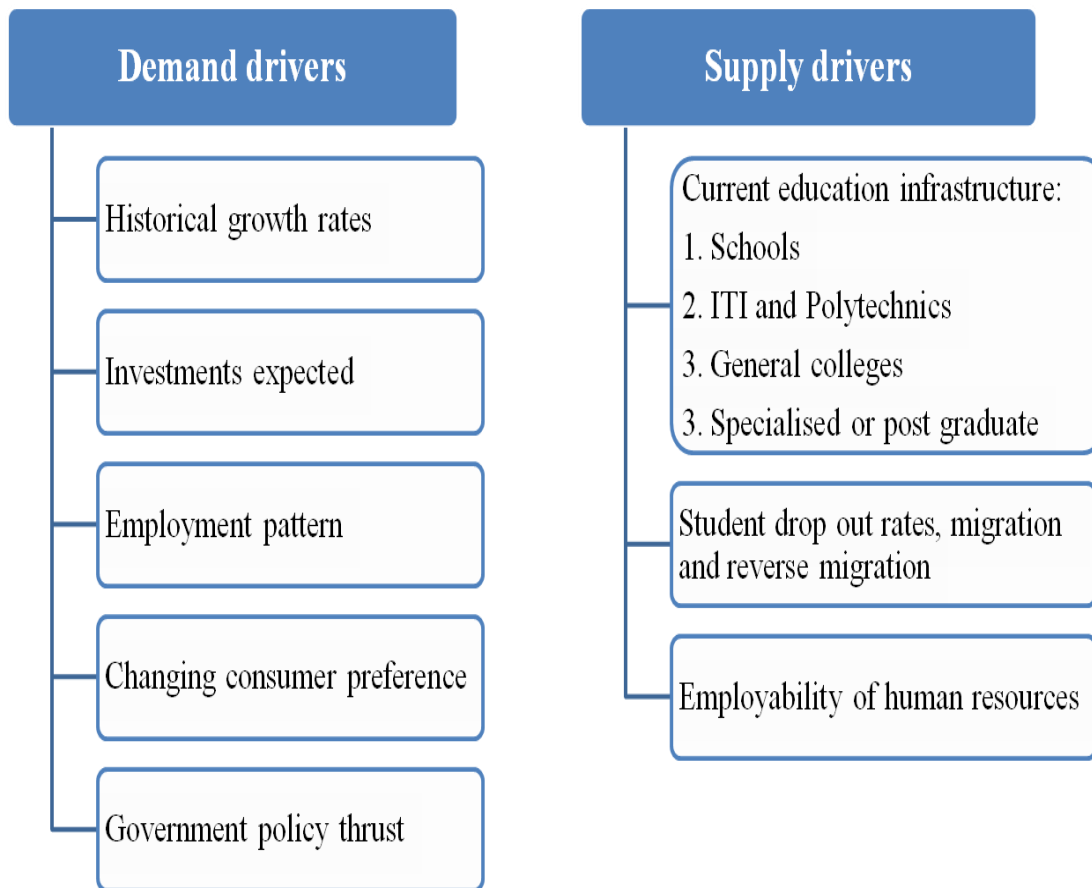 Demand drivers
Historical growth rates
Investments expected
Employment pattern
Changing consumer preference
Government policy thrust
Supply drivers
Current education infrastructure:
1. Schools
2. ITI and Polytechnics
3. General colleges
3. Specialised or post graduate
Student drop out rates, migration
and reverse migration
Employability of human resources